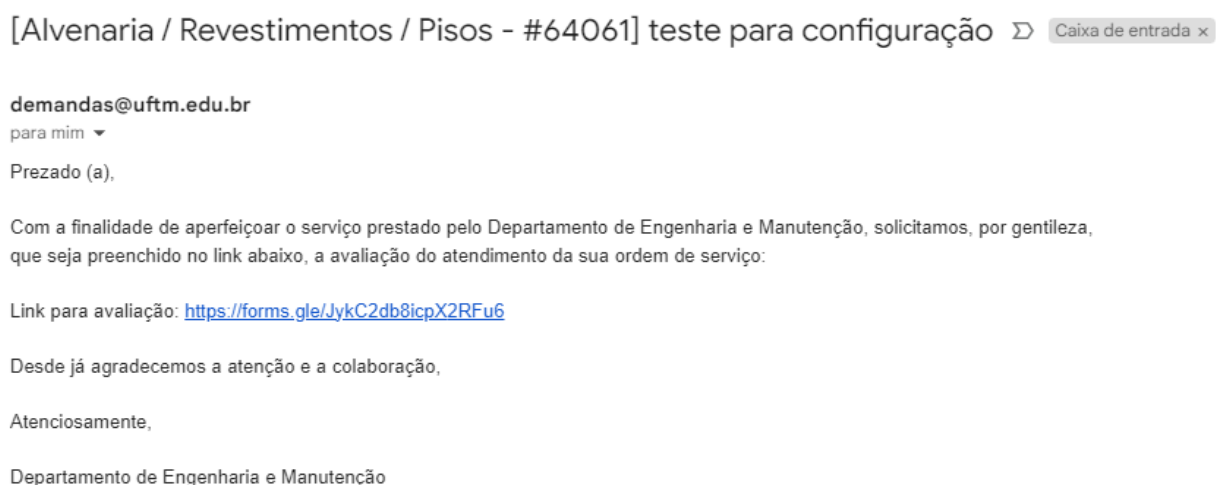 [Alvenaria / Revestimentos / Pisos - #64061] teste para configuração Caixa de entrada x
demandas@uftm.edu.br
para mim
Prezado (a),
Com a finalidade de aperfeiçoar o serviço prestado pelo Departamento de Engenharia e Manutenção, solicitamos, por gentileza,
que seja preenchido no link abaixo, a avaliação do atendimento da sua ordem de serviço:
Link para avaliação: https://forms.gle/JykC2db8icpX2RFu6
Desde já agradecemos a atenção e a colaboração,
Atenciosamente,
Departamento de Engenharia e Manutenção